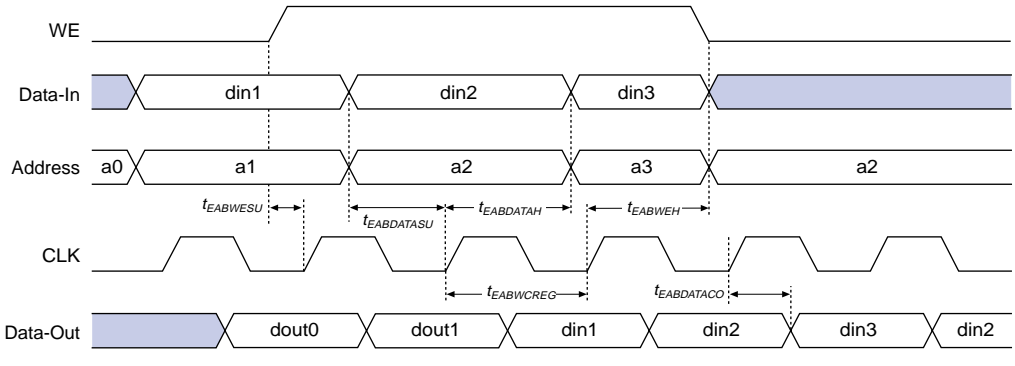 WE
Data-In din1 din2 din3
Address a0 a1 a2 a3 a2
tEABWESU tEABDATASU tEABDATAH tEABWEH
CLK
tEABWCREG tEABDATACO
Data-Out dout0 dout1 din1 din2 din3 din2